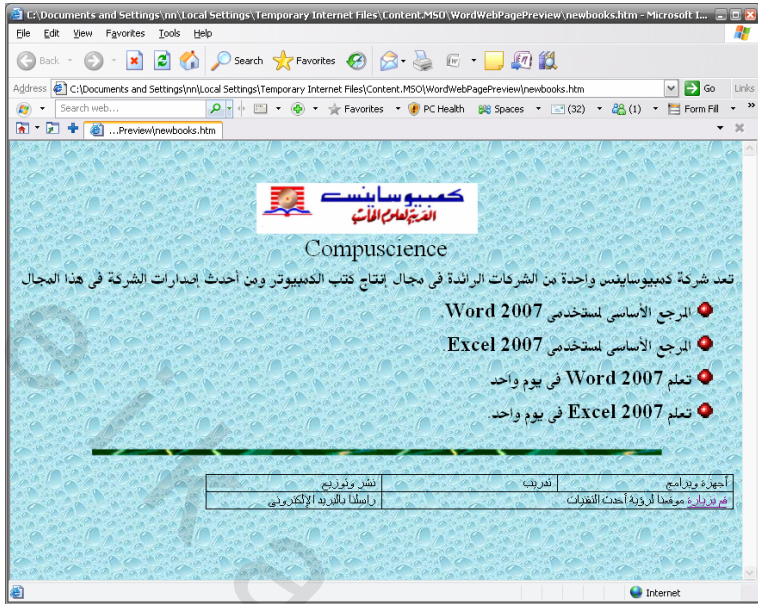 C:\Documents and Settings\nn\Local Settings\Temporary Internet Files\Content.MSO\WordWebPagePreview\newbooks.htm - Microsoft I...
File Edit View Favorites Tools Help
Back Search Favorites
Address C:\Documents and Settings\nn\Local Settings\Temporary Internet Files\Content.MSO\WordWebPagePreview\newbooks.htm Go Links
Search web... Favorites PC Health Spaces (32) (1) Form Fill
...Preview\newbooks.htm
كمبيوساينس
العربية لعلوم الحاسب
Compuscience
تعد شركة كمبيوساينس واحدة من الشركات الرائدة فى مجال إنتاج كتب الكمبيوتر ومن أحدث إصدارات الشركة فى هذا المجال
المرجع الأساسى لمستخدمى Word 2007.
المرجع الأساسى لمستخدمى Excel 2007.
تعلم Word 2007 فى يوم واحد
تعلم Excel 2007 فى يوم واحد.
أجهزة وبرامج تدريب نشر وتوزيع
قم بزيارة موقعنا لرؤية أحدث التقنيات راسلنا بالبريد الإلكترونى
Internet